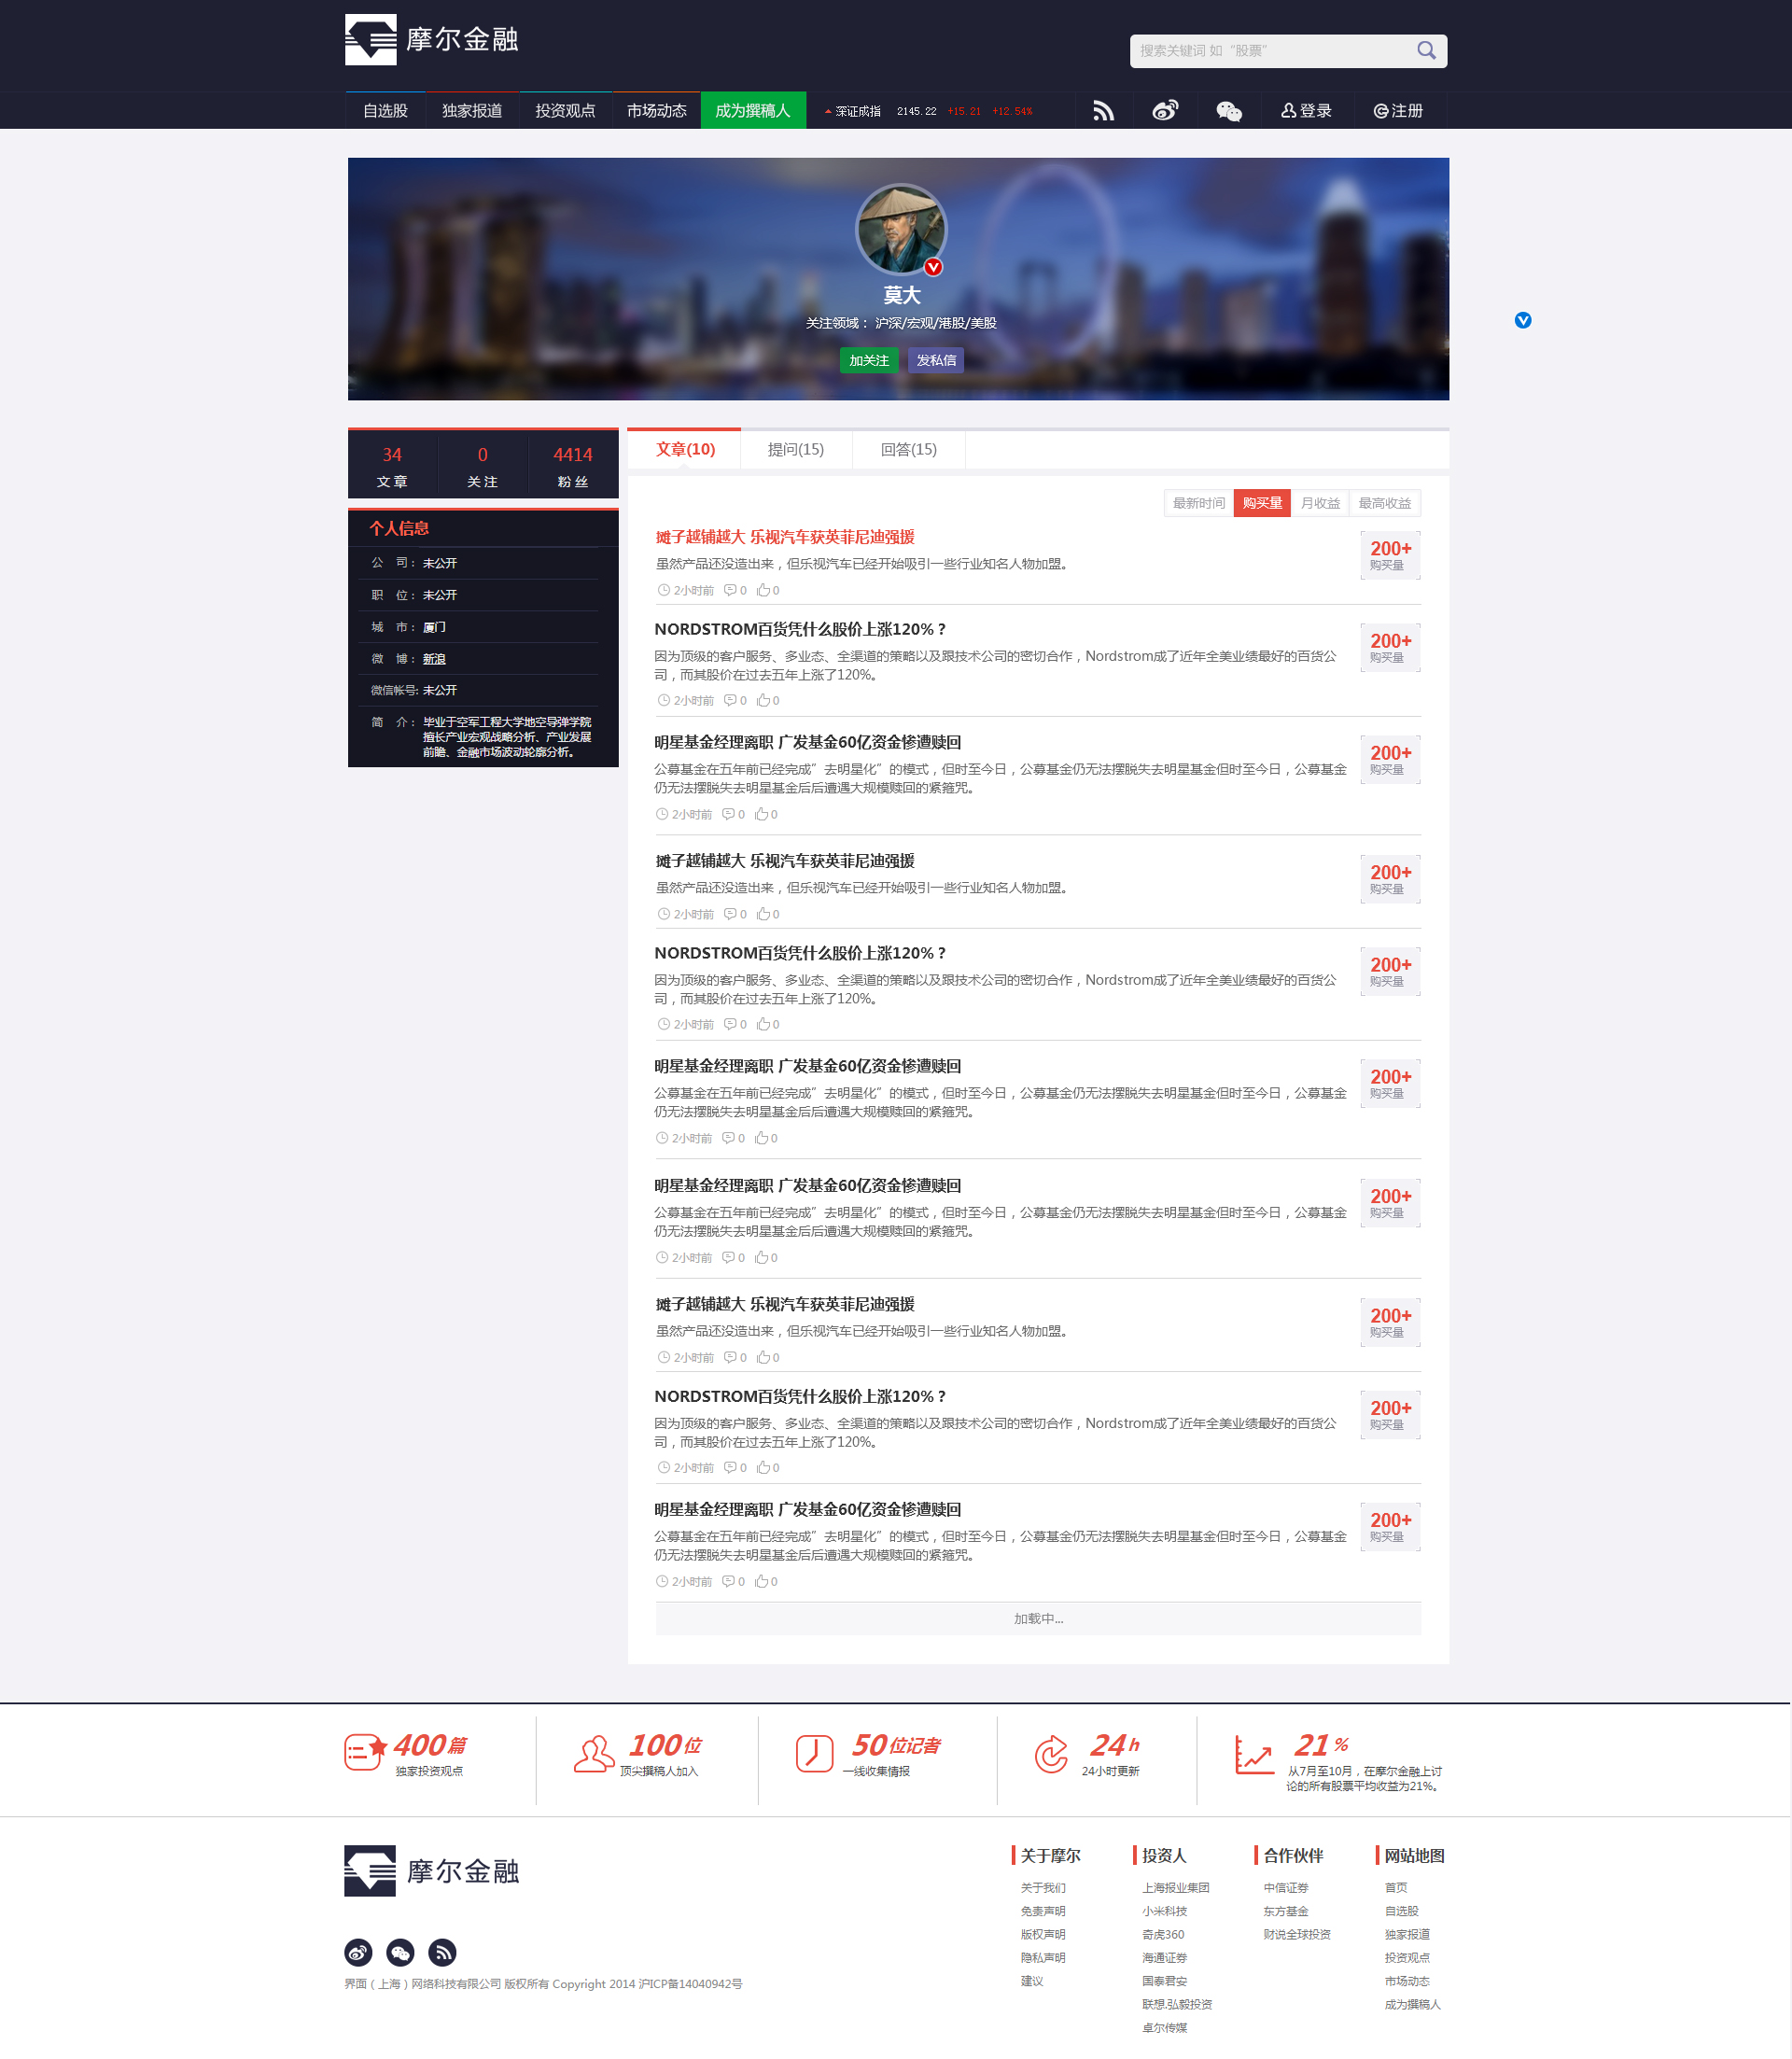 摩尔金融
搜索关键词 如“股票”
自选股 独家报道 投资观点 市场动态 成为撰稿人 深证成指 2145.22 +15.21 +12.54% 登录 注册
莫大
关注领域： 沪深/宏观/港股/美股
加关注 发私信
34 0 4414
文章 关注 粉丝
个人信息
公 司： 未公开
职 位： 未公开
城 市： 厦门
微 博： 新浪
微信帐号: 未公开
简 介： 毕业于空军工程大学地空导弹学院
擅长产业宏观战略分析、产业发展
前瞻、金融市场波动轮廓分析。
文章(10) 提问(15) 回答(15)
最新时间 购买量 月收益 最高收益
摊子越铺越大 乐视汽车获英菲尼迪强援
虽然产品还没造出来，但乐视汽车已经开始吸引一些行业知名人物加盟。
2小时前 0 0
200+
购买量
NORDSTROM百货凭什么股价上涨120%？
因为顶级的客户服务、多业态、全渠道的策略以及跟技术公司的密切合作，Nordstrom成了近年全美业绩最好的百货公
司，而其股价在过去五年上涨了120%。
2小时前 0 0
200+
购买量
明星基金经理离职 广发基金60亿资金惨遭赎回
公募基金在五年前已经完成”去明星化”的模式，但时至今日，公募基金仍无法摆脱失去明星基金但时至今日，公募基金
仍无法摆脱失去明星基金后后遭遇大规模赎回的紧箍咒。
2小时前 0 0
200+
购买量
摊子越铺越大 乐视汽车获英菲尼迪强援
虽然产品还没造出来，但乐视汽车已经开始吸引一些行业知名人物加盟。
2小时前 0 0
200+
购买量
NORDSTROM百货凭什么股价上涨120%？
因为顶级的客户服务、多业态、全渠道的策略以及跟技术公司的密切合作，Nordstrom成了近年全美业绩最好的百货公
司，而其股价在过去五年上涨了120%。
2小时前 0 0
200+
购买量
明星基金经理离职 广发基金60亿资金惨遭赎回
公募基金在五年前已经完成”去明星化”的模式，但时至今日，公募基金仍无法摆脱失去明星基金但时至今日，公募基金
仍无法摆脱失去明星基金后后遭遇大规模赎回的紧箍咒。
2小时前 0 0
200+
购买量
明星基金经理离职 广发基金60亿资金惨遭赎回
公募基金在五年前已经完成”去明星化”的模式，但时至今日，公募基金仍无法摆脱失去明星基金但时至今日，公募基金
仍无法摆脱失去明星基金后后遭遇大规模赎回的紧箍咒。
2小时前 0 0
200+
购买量
摊子越铺越大 乐视汽车获英菲尼迪强援
虽然产品还没造出来，但乐视汽车已经开始吸引一些行业知名人物加盟。
2小时前 0 0
200+
购买量
NORDSTROM百货凭什么股价上涨120%？
因为顶级的客户服务、多业态、全渠道的策略以及跟技术公司的密切合作，Nordstrom成了近年全美业绩最好的百货公
司，而其股价在过去五年上涨了120%。
2小时前 0 0
200+
购买量
明星基金经理离职 广发基金60亿资金惨遭赎回
公募基金在五年前已经完成”去明星化”的模式，但时至今日，公募基金仍无法摆脱失去明星基金但时至今日，公募基金
仍无法摆脱失去明星基金后后遭遇大规模赎回的紧箍咒。
2小时前 0 0
200+
购买量
加载中...
400篇
独家投资观点
100位
顶尖撰稿人加入
50位记者
一线收集情报
24h
24小时更新
21%
从7月至10月，在摩尔金融上讨
论的所有股票平均收益为21%。
摩尔金融
界面（上海）网络科技有限公司 版权所有 Copyright 2014 沪ICP备14040942号
关于摩尔
关于我们
免责声明
版权声明
隐私声明
建议
投资人
上海报业集团
小米科技
奇虎360
海通证券
国泰君安
联想.弘毅投资
卓尔传媒
合作伙伴
中信证券
东方基金
财说全球投资
网站地图
首页
自选股
独家报道
投资观点
市场动态
成为撰稿人